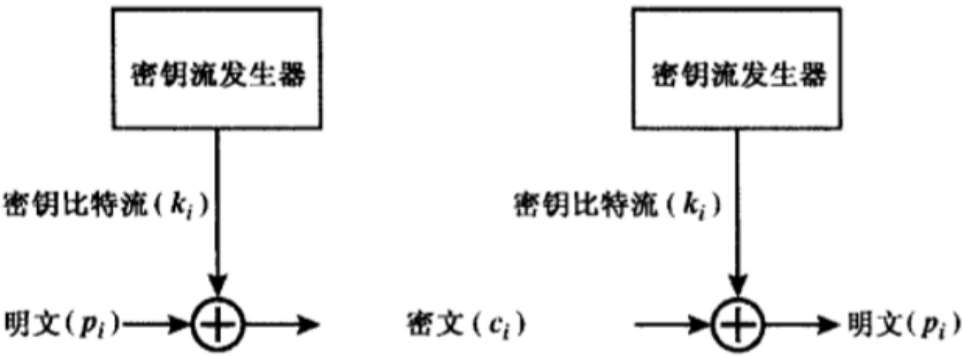 密钥流发生器 密钥流发生器
密钥比特流(ki) 密钥比特流(ki)
明文(pi) 密文(ci) 明文(pi)